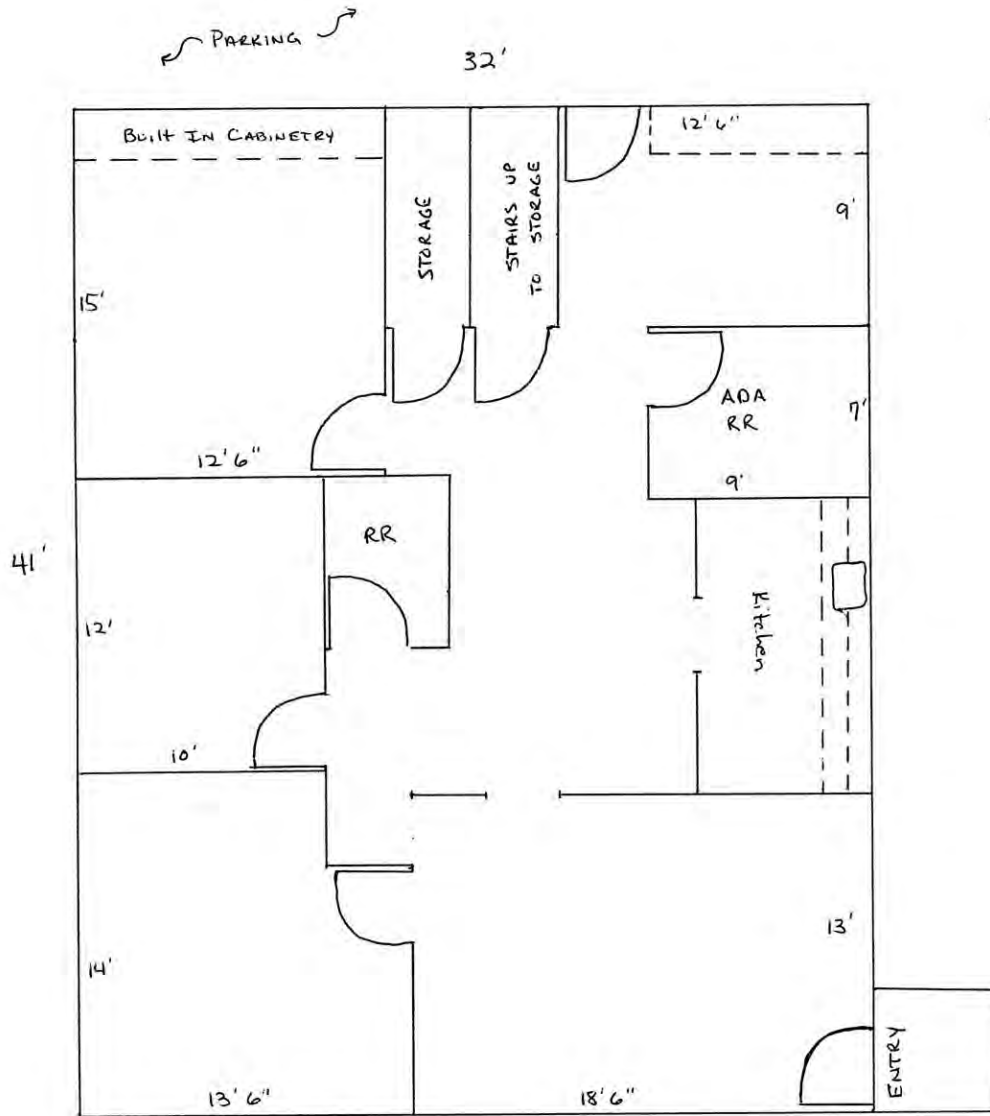 PARKING
32'
BUILT IN CABINETRY
STORAGE
STAIRS UP
TO STORAGE
12' 6"
9'
15'
ADA
RR
7'
12' 6"
9'
RR
41'
Kitchen
12'
10'
13'
14'
ENTRY
13' 6"
18' 6"